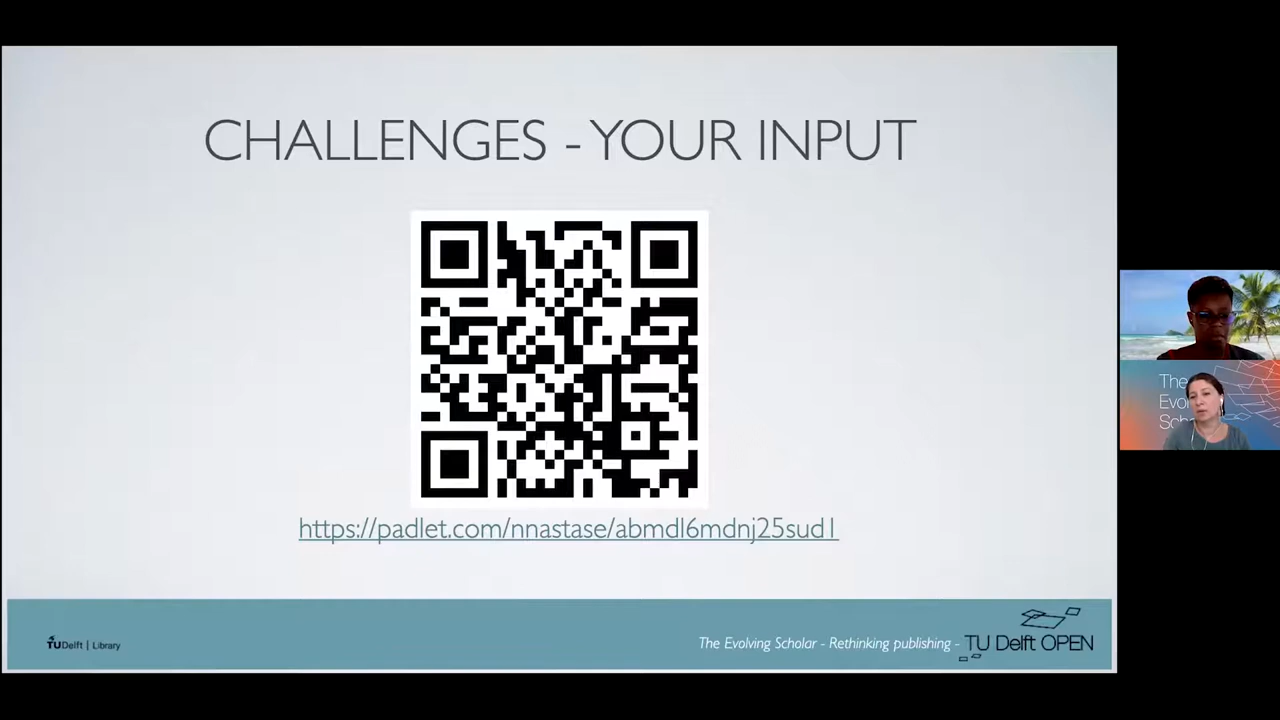 CHALLENGES - YOUR INPUT
https://padlet.com/nnastase/abmdl6mdnj25sud1
TU Delft | Library
The Evolving Scholar - Rethinking publishing -
TU Delft OPEN
The